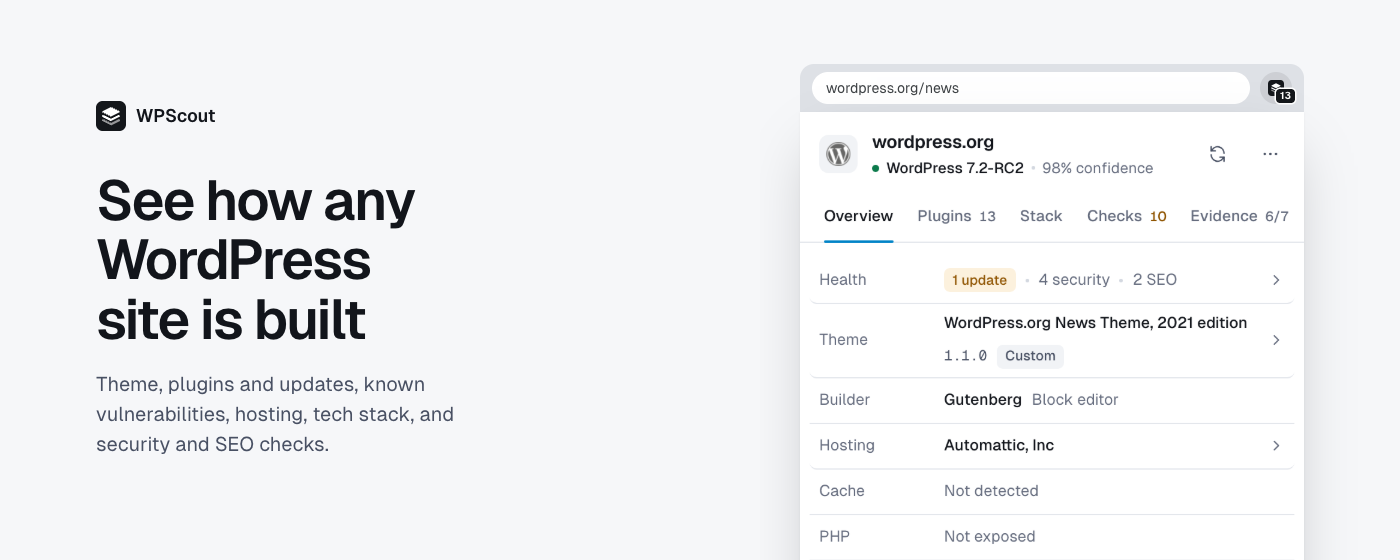 WPScout
See how any
WordPress
site is built
Theme, plugins and updates, known
vulnerabilities, hosting, tech stack, and
security and SEO checks.
wordpress.org/news
13
wordpress.org
WordPress 7.2-RC2 • 98% confidence
Overview Plugins 13 Stack Checks 10 Evidence 6/7
Health 1 update • 4 security • 2 SEO
Theme WordPress.org News Theme, 2021 edition
1.1.0 Custom
Builder Gutenberg Block editor
Hosting Automattic, Inc
Cache Not detected
PHP Not exposed